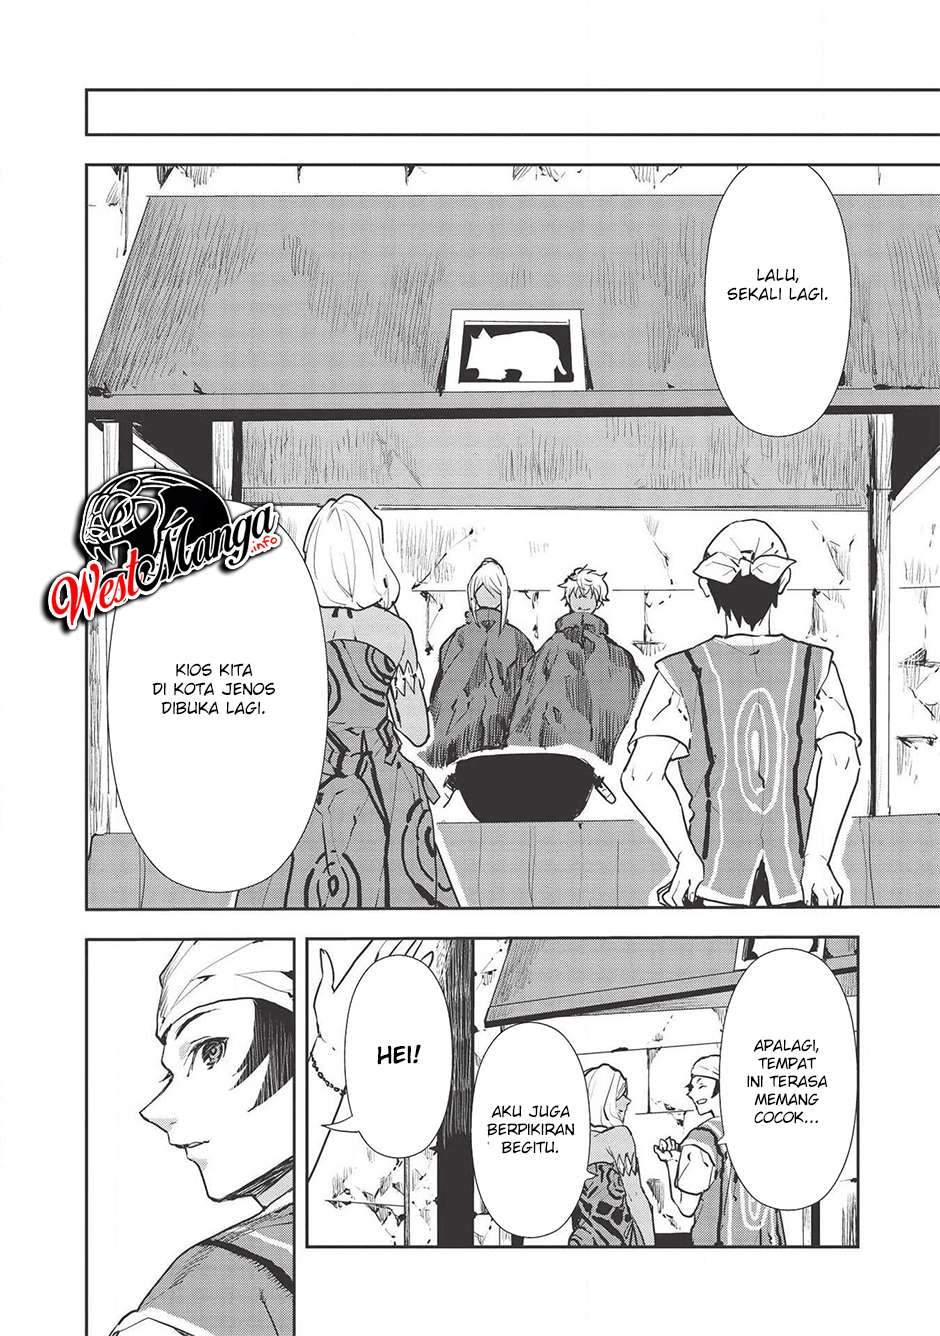 LALU,
SEKALI LAGI.
WestManga
.info
KIOS KITA
DI KOTA JENOS
DIBUKA LAGI.
APALAGI,
TEMPAT
INI TERASA
MEMANG
COCOK...
AKU JUGA
BERPIKIRAN
BEGITU.
HEI!